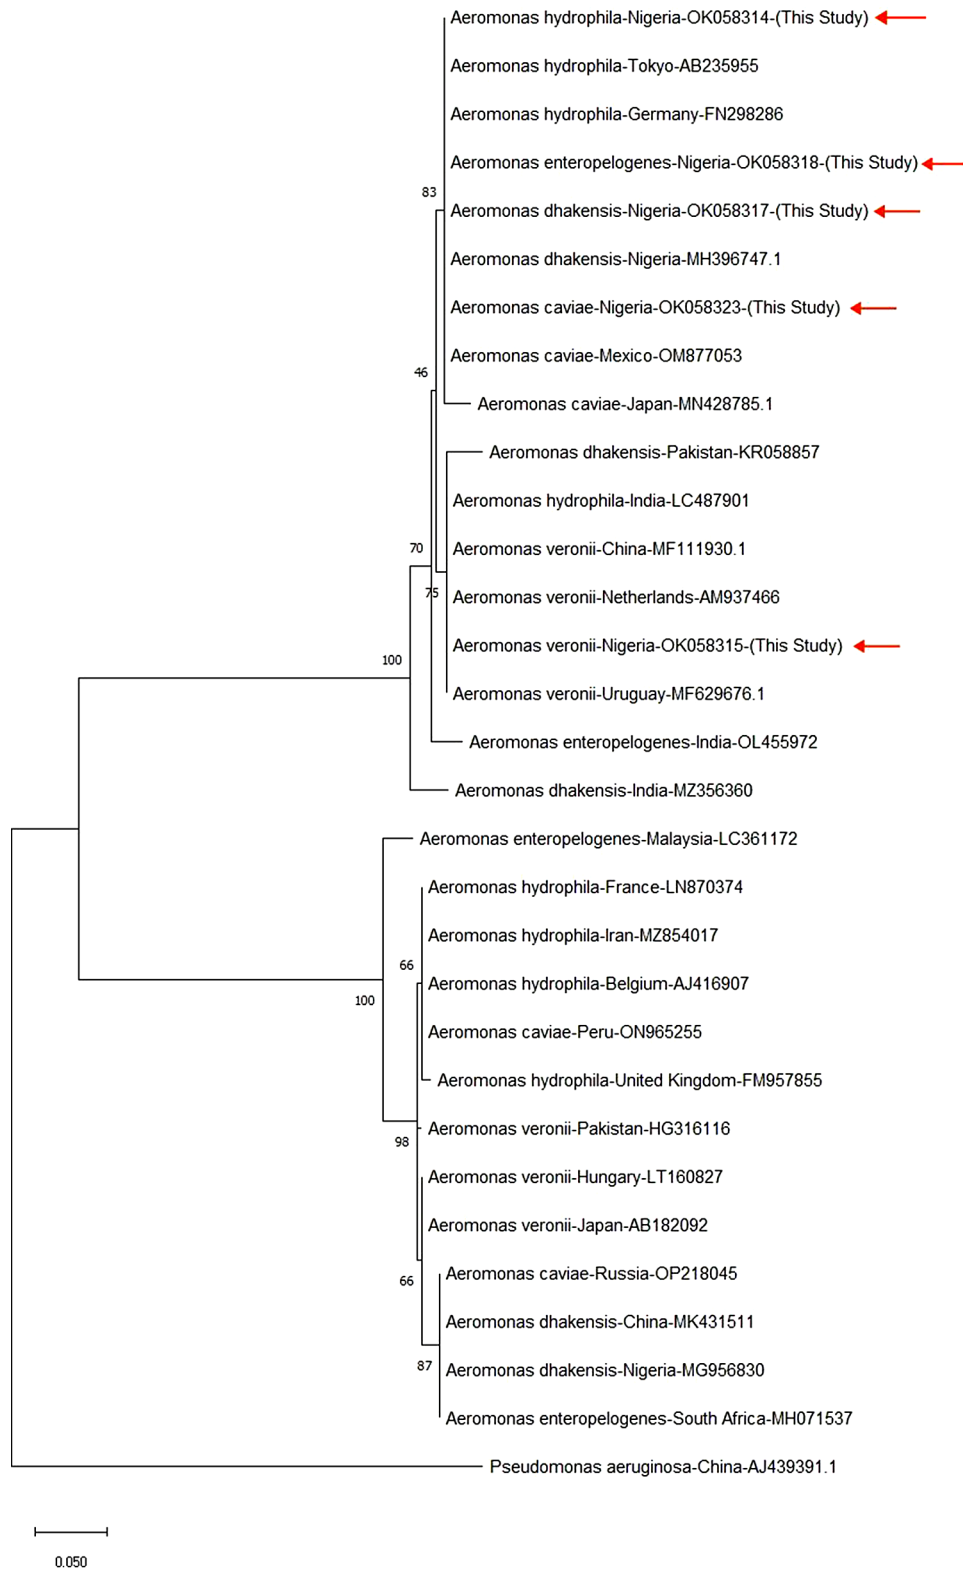 Aeromonas hydrophila-Nigeria-OK058314-(This Study)
Aeromonas hydrophila-Tokyo-AB235955
Aeromonas hydrophila-Germany-FN298286
Aeromonas enteropelogenes-Nigeria-OK058318-(This Study)
83
Aeromonas dhakensis-Nigeria-OK058317-(This Study)
Aeromonas dhakensis-Nigeria-MH396747.1
Aeromonas caviae-Nigeria-OK058323-(This Study)
Aeromonas caviae-Mexico-OM877053
46
Aeromonas caviae-Japan-MN428785.1
Aeromonas dhakensis-Pakistan-KR058857
Aeromonas hydrophila-India-LC487901
Aeromonas veronii-China-MF111930.1
70
75
Aeromonas veronii-Netherlands-AM937466
Aeromonas veronii-Nigeria-OK058315-(This Study)
100
Aeromonas veronii-Uruguay-MF629676.1
Aeromonas enteropelogenes-India-OL455972
Aeromonas dhakensis-India-MZ356360
Aeromonas enteropelogenes-Malaysia-LC361172
Aeromonas hydrophila-France-LN870374
Aeromonas hydrophila-Iran-MZ854017
66
Aeromonas hydrophila-Belgium-AJ416907
100
Aeromonas caviae-Peru-ON965255
Aeromonas hydrophila-United Kingdom-FM957855
Aeromonas veronii-Pakistan-HG316116
98
Aeromonas veronii-Hungary-LT160827
Aeromonas veronii-Japan-AB182092
Aeromonas caviae-Russia-OP218045
66
Aeromonas dhakensis-China-MK431511
87
Aeromonas dhakensis-Nigeria-MG956830
Aeromonas enteropelogenes-South Africa-MH071537
Pseudomonas aeruginosa-China-AJ439391.1
0.050